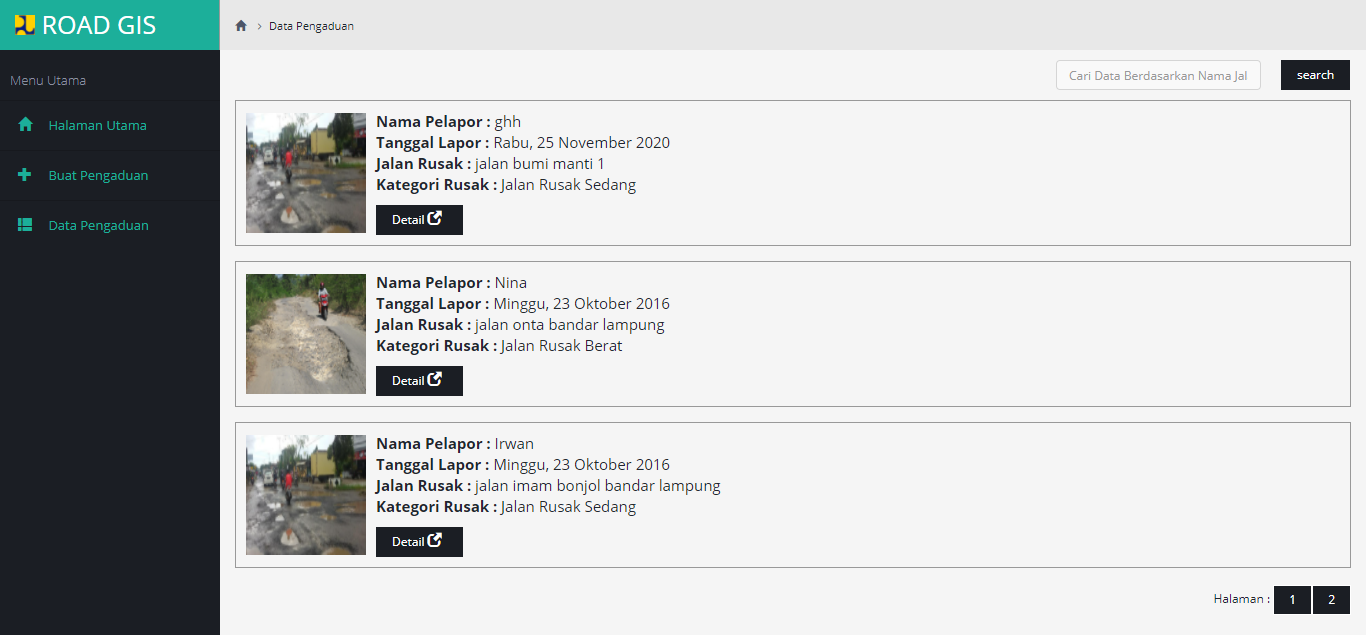 ROAD GIS
Data Pengaduan
Menu Utama
Halaman Utama
Buat Pengaduan
Data Pengaduan
Cari Data Berdasarkan Nama Jal
search
Nama Pelapor : ghh
Tanggal Lapor : Rabu, 25 November 2020
Jalan Rusak : jalan bumi manti 1
Kategori Rusak : Jalan Rusak Sedang
Detail
Nama Pelapor : Nina
Tanggal Lapor : Minggu, 23 Oktober 2016
Jalan Rusak : jalan onta bandar lampung
Kategori Rusak : Jalan Rusak Berat
Detail
Nama Pelapor : Irwan
Tanggal Lapor : Minggu, 23 Oktober 2016
Jalan Rusak : jalan imam bonjol bandar lampung
Kategori Rusak : Jalan Rusak Sedang
Detail
Halaman : 1 2